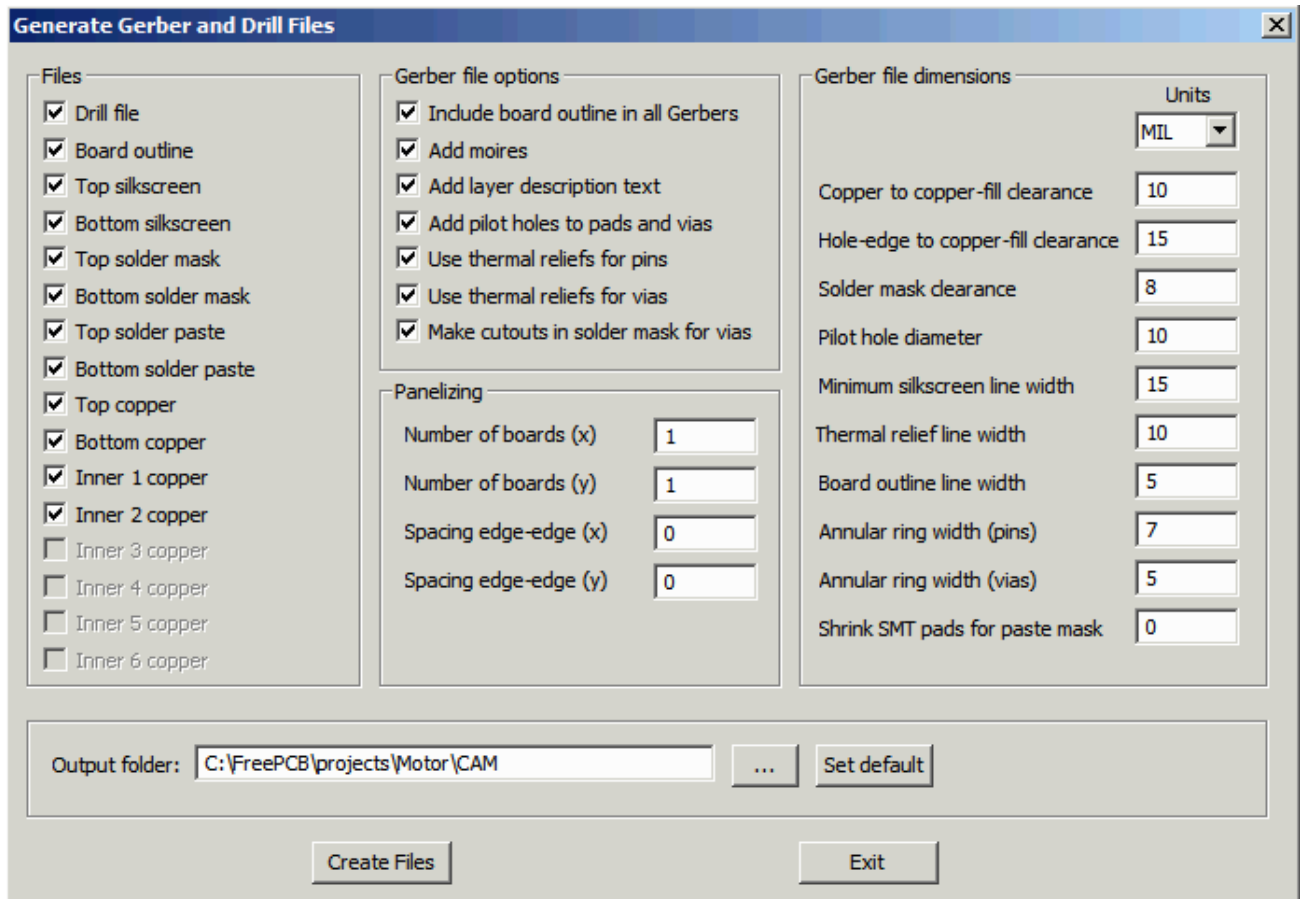 Generate Gerber and Drill Files
Files
Drill file
Board outline
Top silkscreen
Bottom silkscreen
Top solder mask
Bottom solder mask
Top solder paste
Bottom solder paste
Top copper
Bottom copper
Inner 1 copper
Inner 2 copper
Inner 3 copper
Inner 4 copper
Inner 5 copper
Inner 6 copper
Gerber file options
Include board outline in all Gerbers
Add moires
Add layer description text
Add pilot holes to pads and vias
Use thermal reliefs for pins
Use thermal reliefs for vias
Make cutouts in solder mask for vias
Panelizing
Number of boards (x) 1
Number of boards (y) 1
Spacing edge-edge (x) 0
Spacing edge-edge (y) 0
Gerber file dimensions
Units
MIL
Copper to copper-fill clearance 10
Hole-edge to copper-fill clearance 15
Solder mask clearance 8
Pilot hole diameter 10
Minimum silkscreen line width 15
Thermal relief line width 10
Board outline line width 5
Annular ring width (pins) 7
Annular ring width (vias) 5
Shrink SMT pads for paste mask 0
Output folder: C:\FreePCB\projects\Motor\CAM ... Set default
Create Files Exit